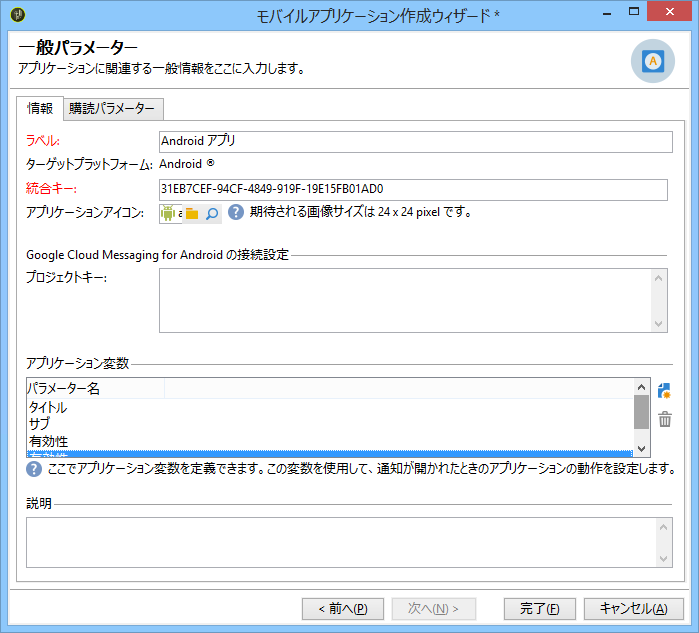 モバイルアプリケーション作成ウィザード *
一般パラメーター
アプリケーションに関連する一般情報をここに入力します。
情報
購読パラメーター
ラベル:
Android アプリ
ターゲットプラットフォーム: Android ®
統合キー:
31EB7CEF-94CF-4849-919F-19E15FB01AD0
アプリケーションアイコン:
期待される画像サイズは 24 x 24 pixel です。
Google Cloud Messaging for Android の接続設定
プロジェクトキー:
アプリケーション変数
パラメーター名
タイトル
サブ
有効性
ここでアプリケーション変数を定義できます。この変数を使用して、通知が開かれたときのアプリケーションの動作を設定します。
説明
< 前へ(P)
次へ(N) >
完了(F)
キャンセル(A)